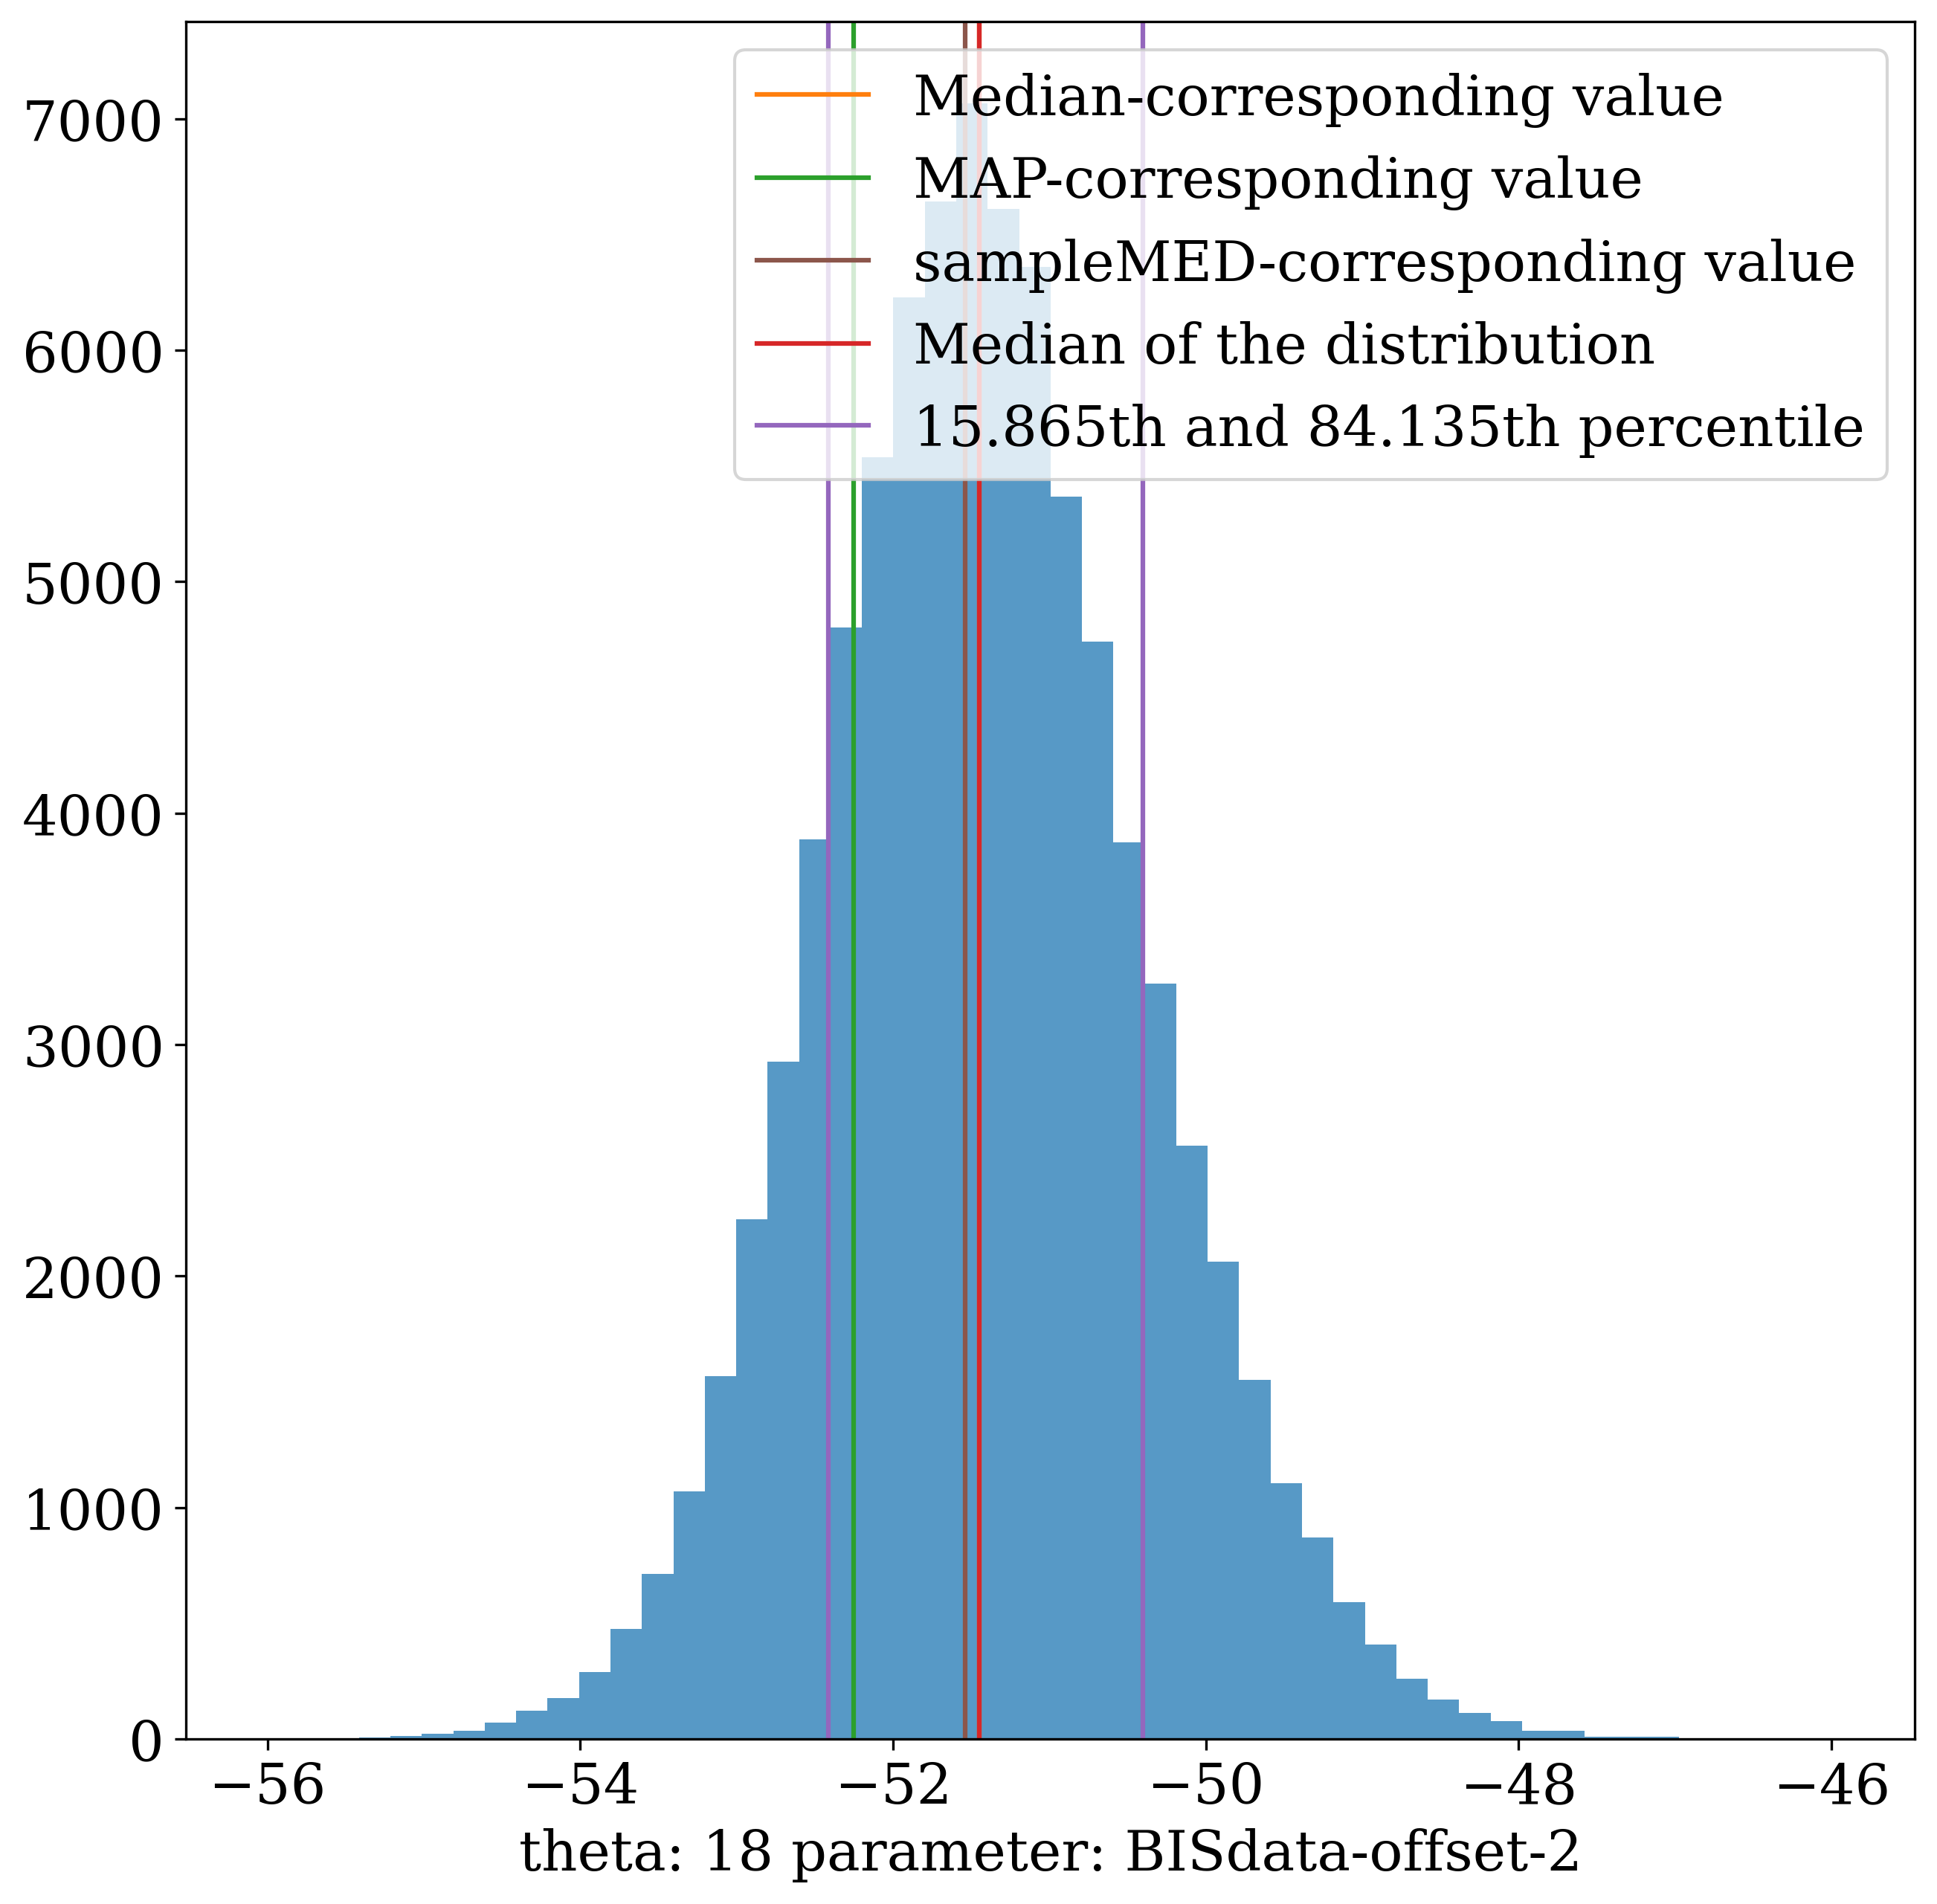 Median-corresponding value
MAP-corresponding value
sampleMED-corresponding value
Median of the distribution
15.865th and 84.135th percentile
7000
6000
5000
4000
3000
2000
1000
0
−56 −54 −52 −50 −48 −46
theta: 18 parameter: BISdata-offset-2